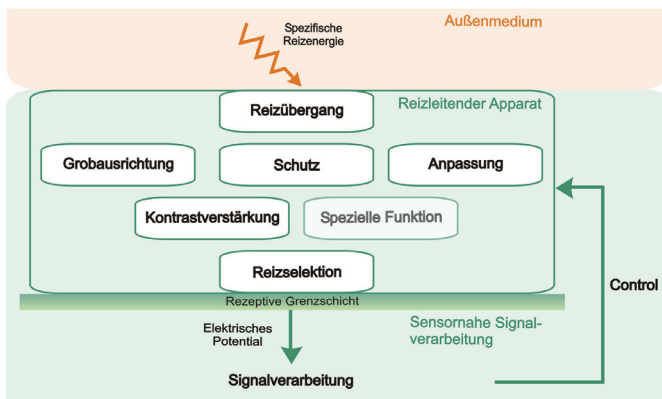 Außenmedium
Spezifische
Reizenergie
Reizübergang
Reizleitender Apparat
Grobausrichtung
Schutz
Anpassung
Kontrastverstärkung
Spezielle Funktion
Reizselektion
Control
Rezeptive Grenzschicht
Elektrisches
Potential
Sensornahe Signal-
verarbeitung
Signalverarbeitung